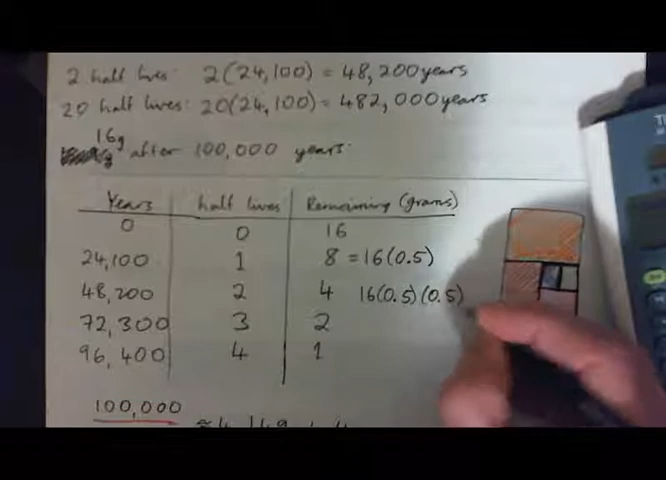 2 half lives: 2(24,100) = 48,200 years
20 half lives: 20(24,100) = 482,000 years
16g
after 100,000 years:
Years half lives Remaining (grams)
0 0 16
24,100 1 8 = 16(0.5)
48,200 2 4 16(0.5)(0.5)
72,300 3 2
96,400 4 1
100,000